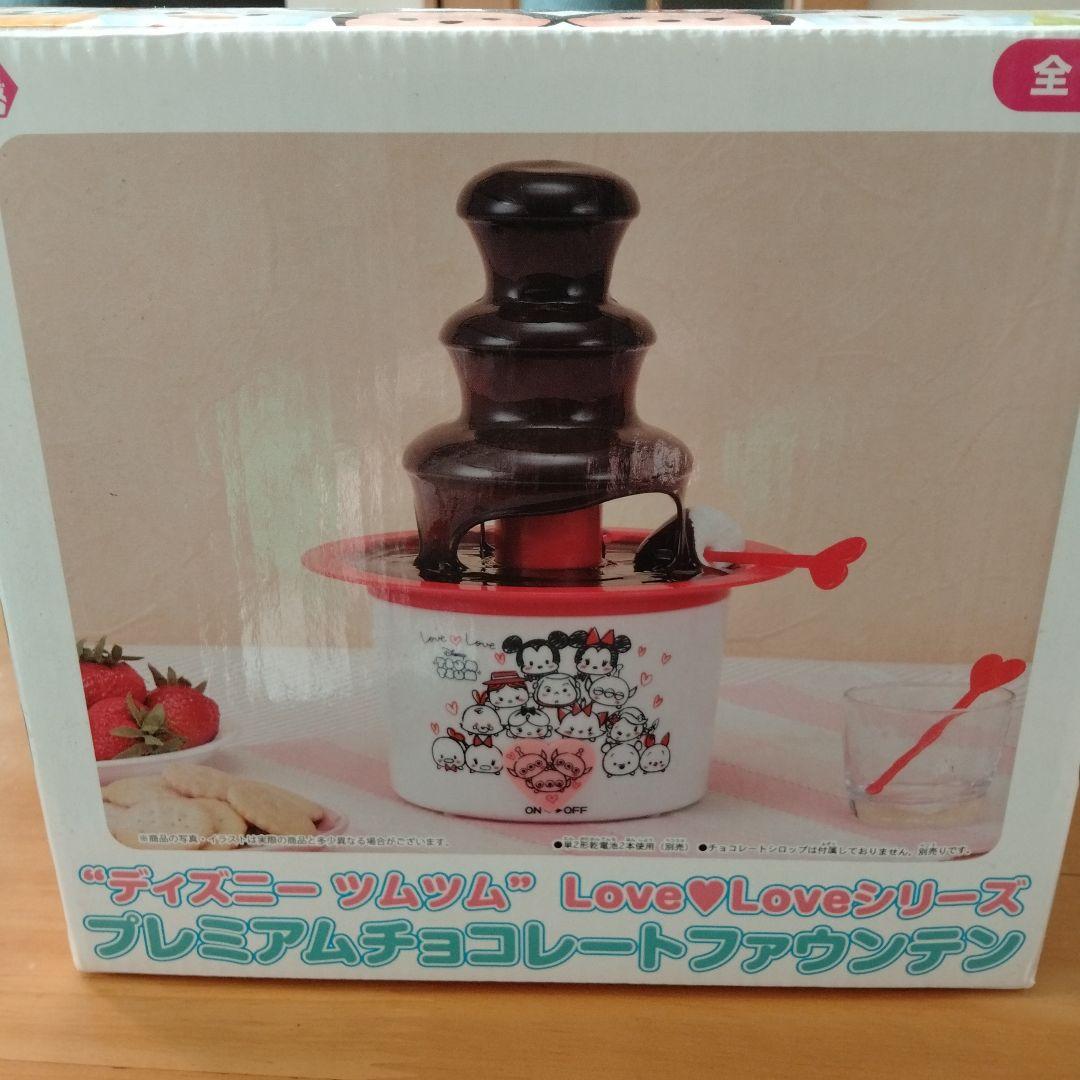 全
Love♥Love
Disney
TSUM
TSUM
ON OFF
※商品の写真・イラストは実際の商品と多少異なる場合がございます。
●単2形乾電池2本使用（別売） ●チョコレートシロップは付属しておりません。別売りです。
“ディズニー ツムツム” Love♥Loveシリーズ
プレミアムチョコレートファウンテン